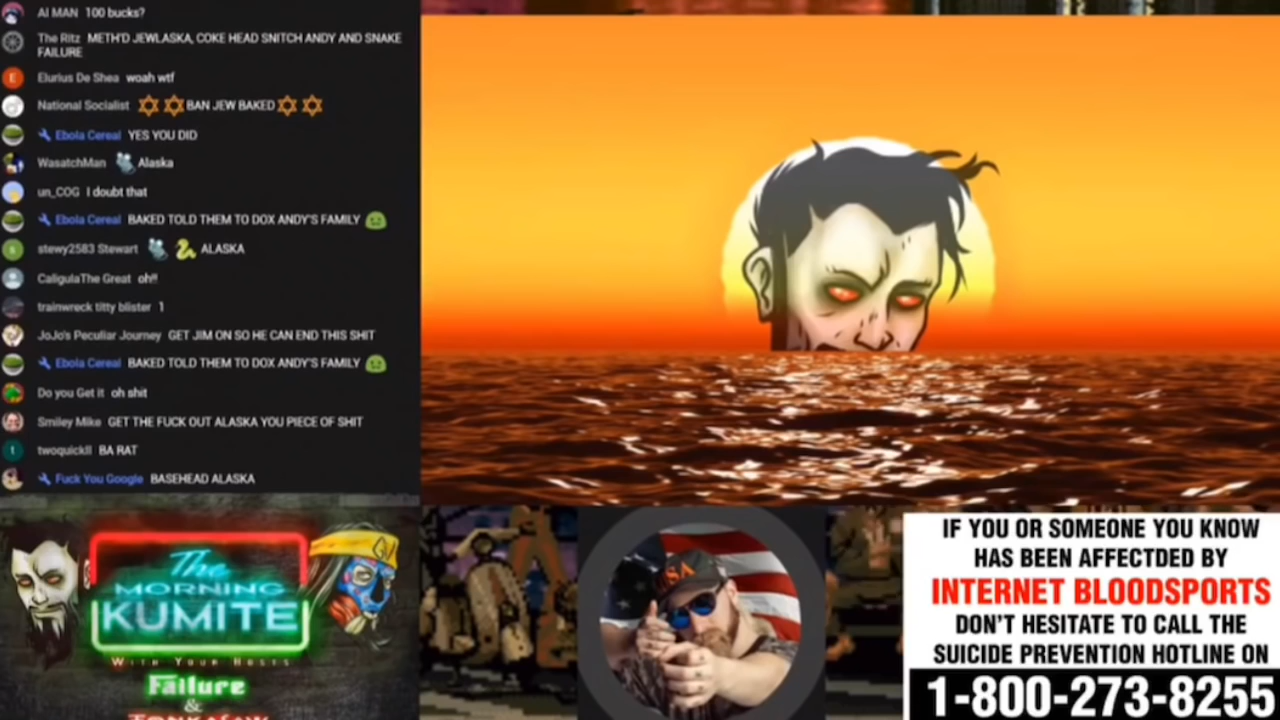 AI MAN 100 bucks?
The Ritz METH'D JEWLASKA, COKE HEAD SNITCH ANDY AND SNAKE
FAILURE
E
Elurius De Shea woah wtf
National Socialist BAN JEW BAKED
Ebola Cereal YES YOU DID
WasatchMan Alaska
un_COG I doubt that
Ebola Cereal BAKED TOLD THEM TO DOX ANDY'S FAMILY
s
stewy2583 Stewart ALASKA
CaligulaThe Great oh!!
trainwreck titty blister 1
JoJo's Peculiar Journey GET JIM ON SO HE CAN END THIS SHIT
Ebola Cereal BAKED TOLD THEM TO DOX ANDY'S FAMILY
Do you Get it oh shit
Smiley Mike GET THE FUCK OUT ALASKA YOU PIECE OF SHIT
t
twoquickII BA RAT
Fuck You Google BASEHEAD ALASKA
The
MORNING
KUMITE
With Your Hosts
Failure
&
SA
IF YOU OR SOMEONE YOU KNOW
HAS BEEN AFFECTDED BY
INTERNET BLOODSPORTS
DON'T HESITATE TO CALL THE
SUICIDE PREVENTION HOTLINE ON
1-800-273-8255